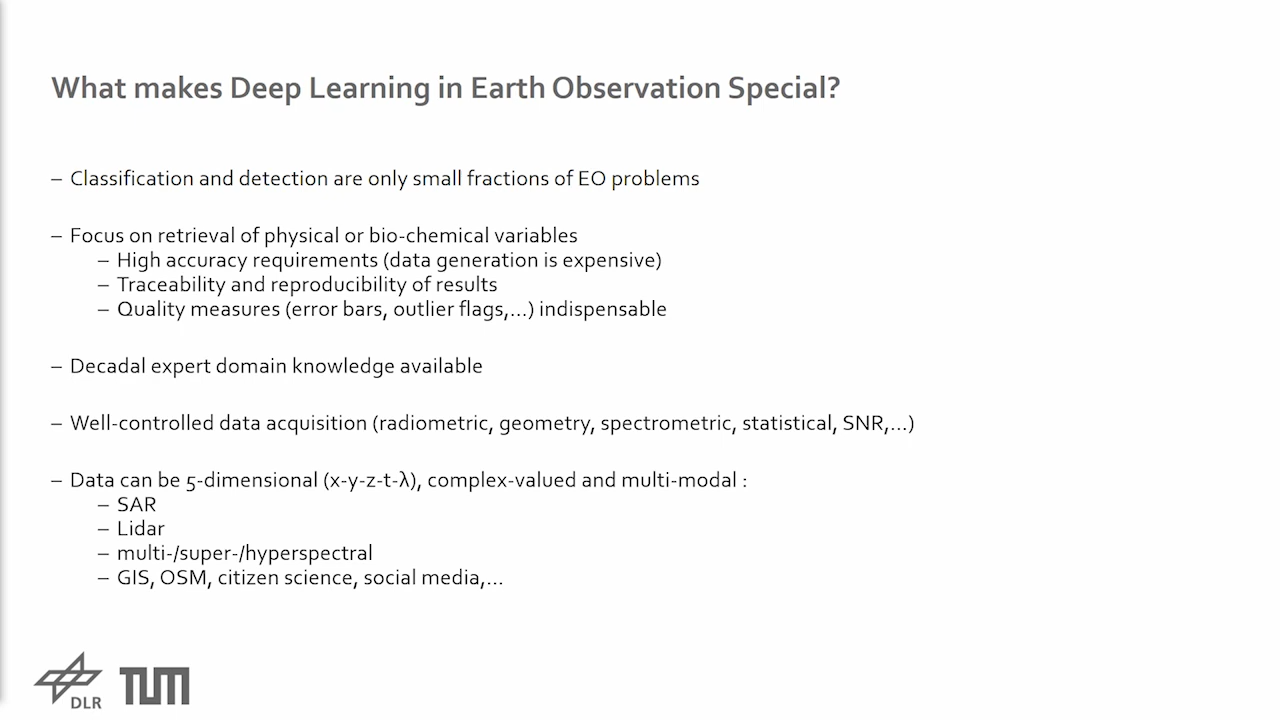 What makes Deep Learning in Earth Observation Special?
– Classification and detection are only small fractions of EO problems
– Focus on retrieval of physical or bio-chemical variables
– High accuracy requirements (data generation is expensive)
– Traceability and reproducibility of results
– Quality measures (error bars, outlier flags,...) indispensable
– Decadal expert domain knowledge available
– Well-controlled data acquisition (radiometric, geometry, spectrometric, statistical, SNR,...)
– Data can be 5-dimensional (x-y-z-t-λ), complex-valued and multi-modal :
– SAR
– Lidar
– multi-/super-/hyperspectral
– GIS, OSM, citizen science, social media,...
DLR TUM